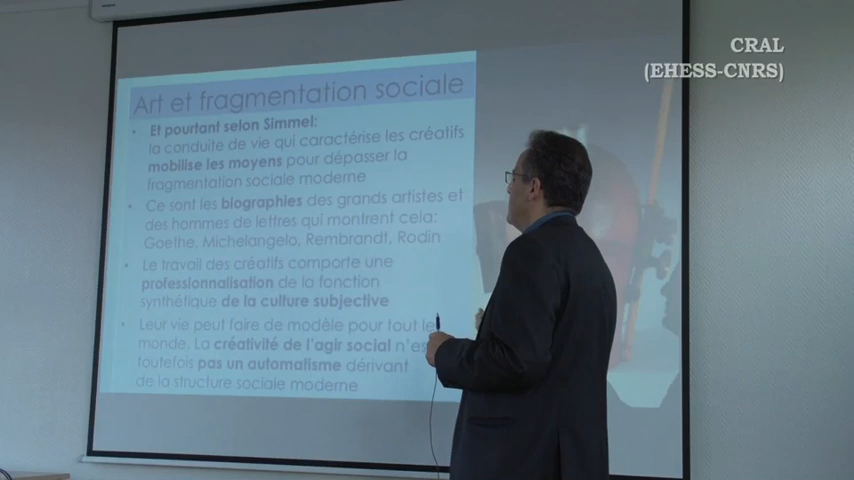 CRAL
(EHESS-CNRS)
Art et fragmentation sociale
• Et pourtant selon Simmel:
la conduite de vie qui caractérise les créatifs
mobilise les moyens pour dépasser la
fragmentation sociale moderne
• Ce sont les biographies des grands artistes et
des hommes de lettres qui montrent cela:
Goethe, Michelangelo, Rembrandt, Rodin
• Le travail des créatifs comporte une
professionnalisation de la fonction
synthétique de la culture subjective
• Leur vie peut faire de modèle pour tout le
monde. La créativité de l'agir social n'es
toutefois pas un automatisme dérivant
de la structure sociale moderne